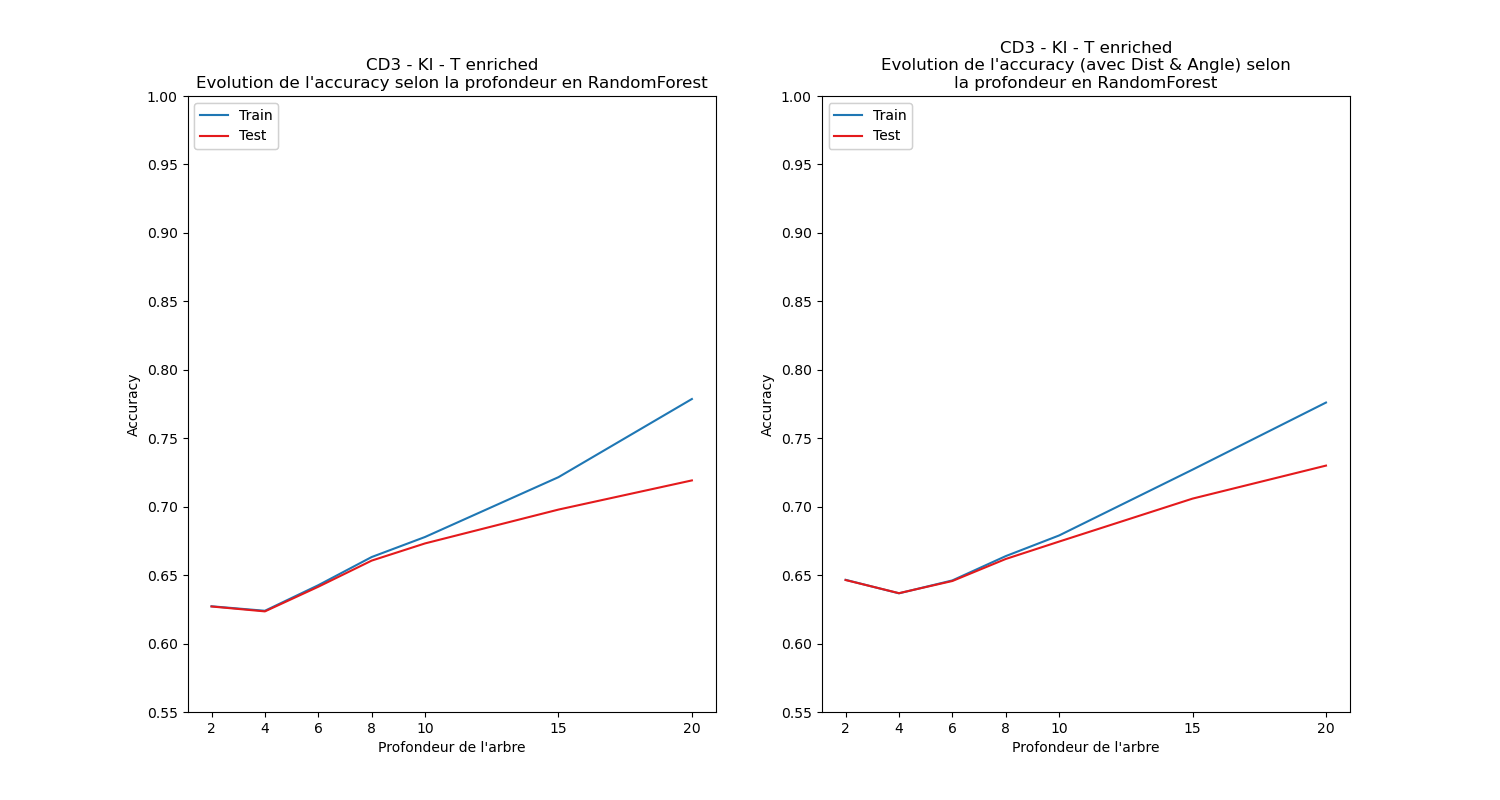 CD3 - KI - T enriched
Evolution de l'accuracy selon la profondeur en RandomForest
1.00
Train
Test
0.95
0.90
0.85
0.80
0.75
0.70
0.65
0.60
0.55
Accuracy
2 4 6 8 10 15 20
Profondeur de l'arbre
CD3 - KI - T enriched
Evolution de l'accuracy (avec Dist & Angle) selon
la profondeur en RandomForest
1.00
Train
Test
0.95
0.90
0.85
0.80
0.75
0.70
0.65
0.60
0.55
Accuracy
2 4 6 8 10 15 20
Profondeur de l'arbre